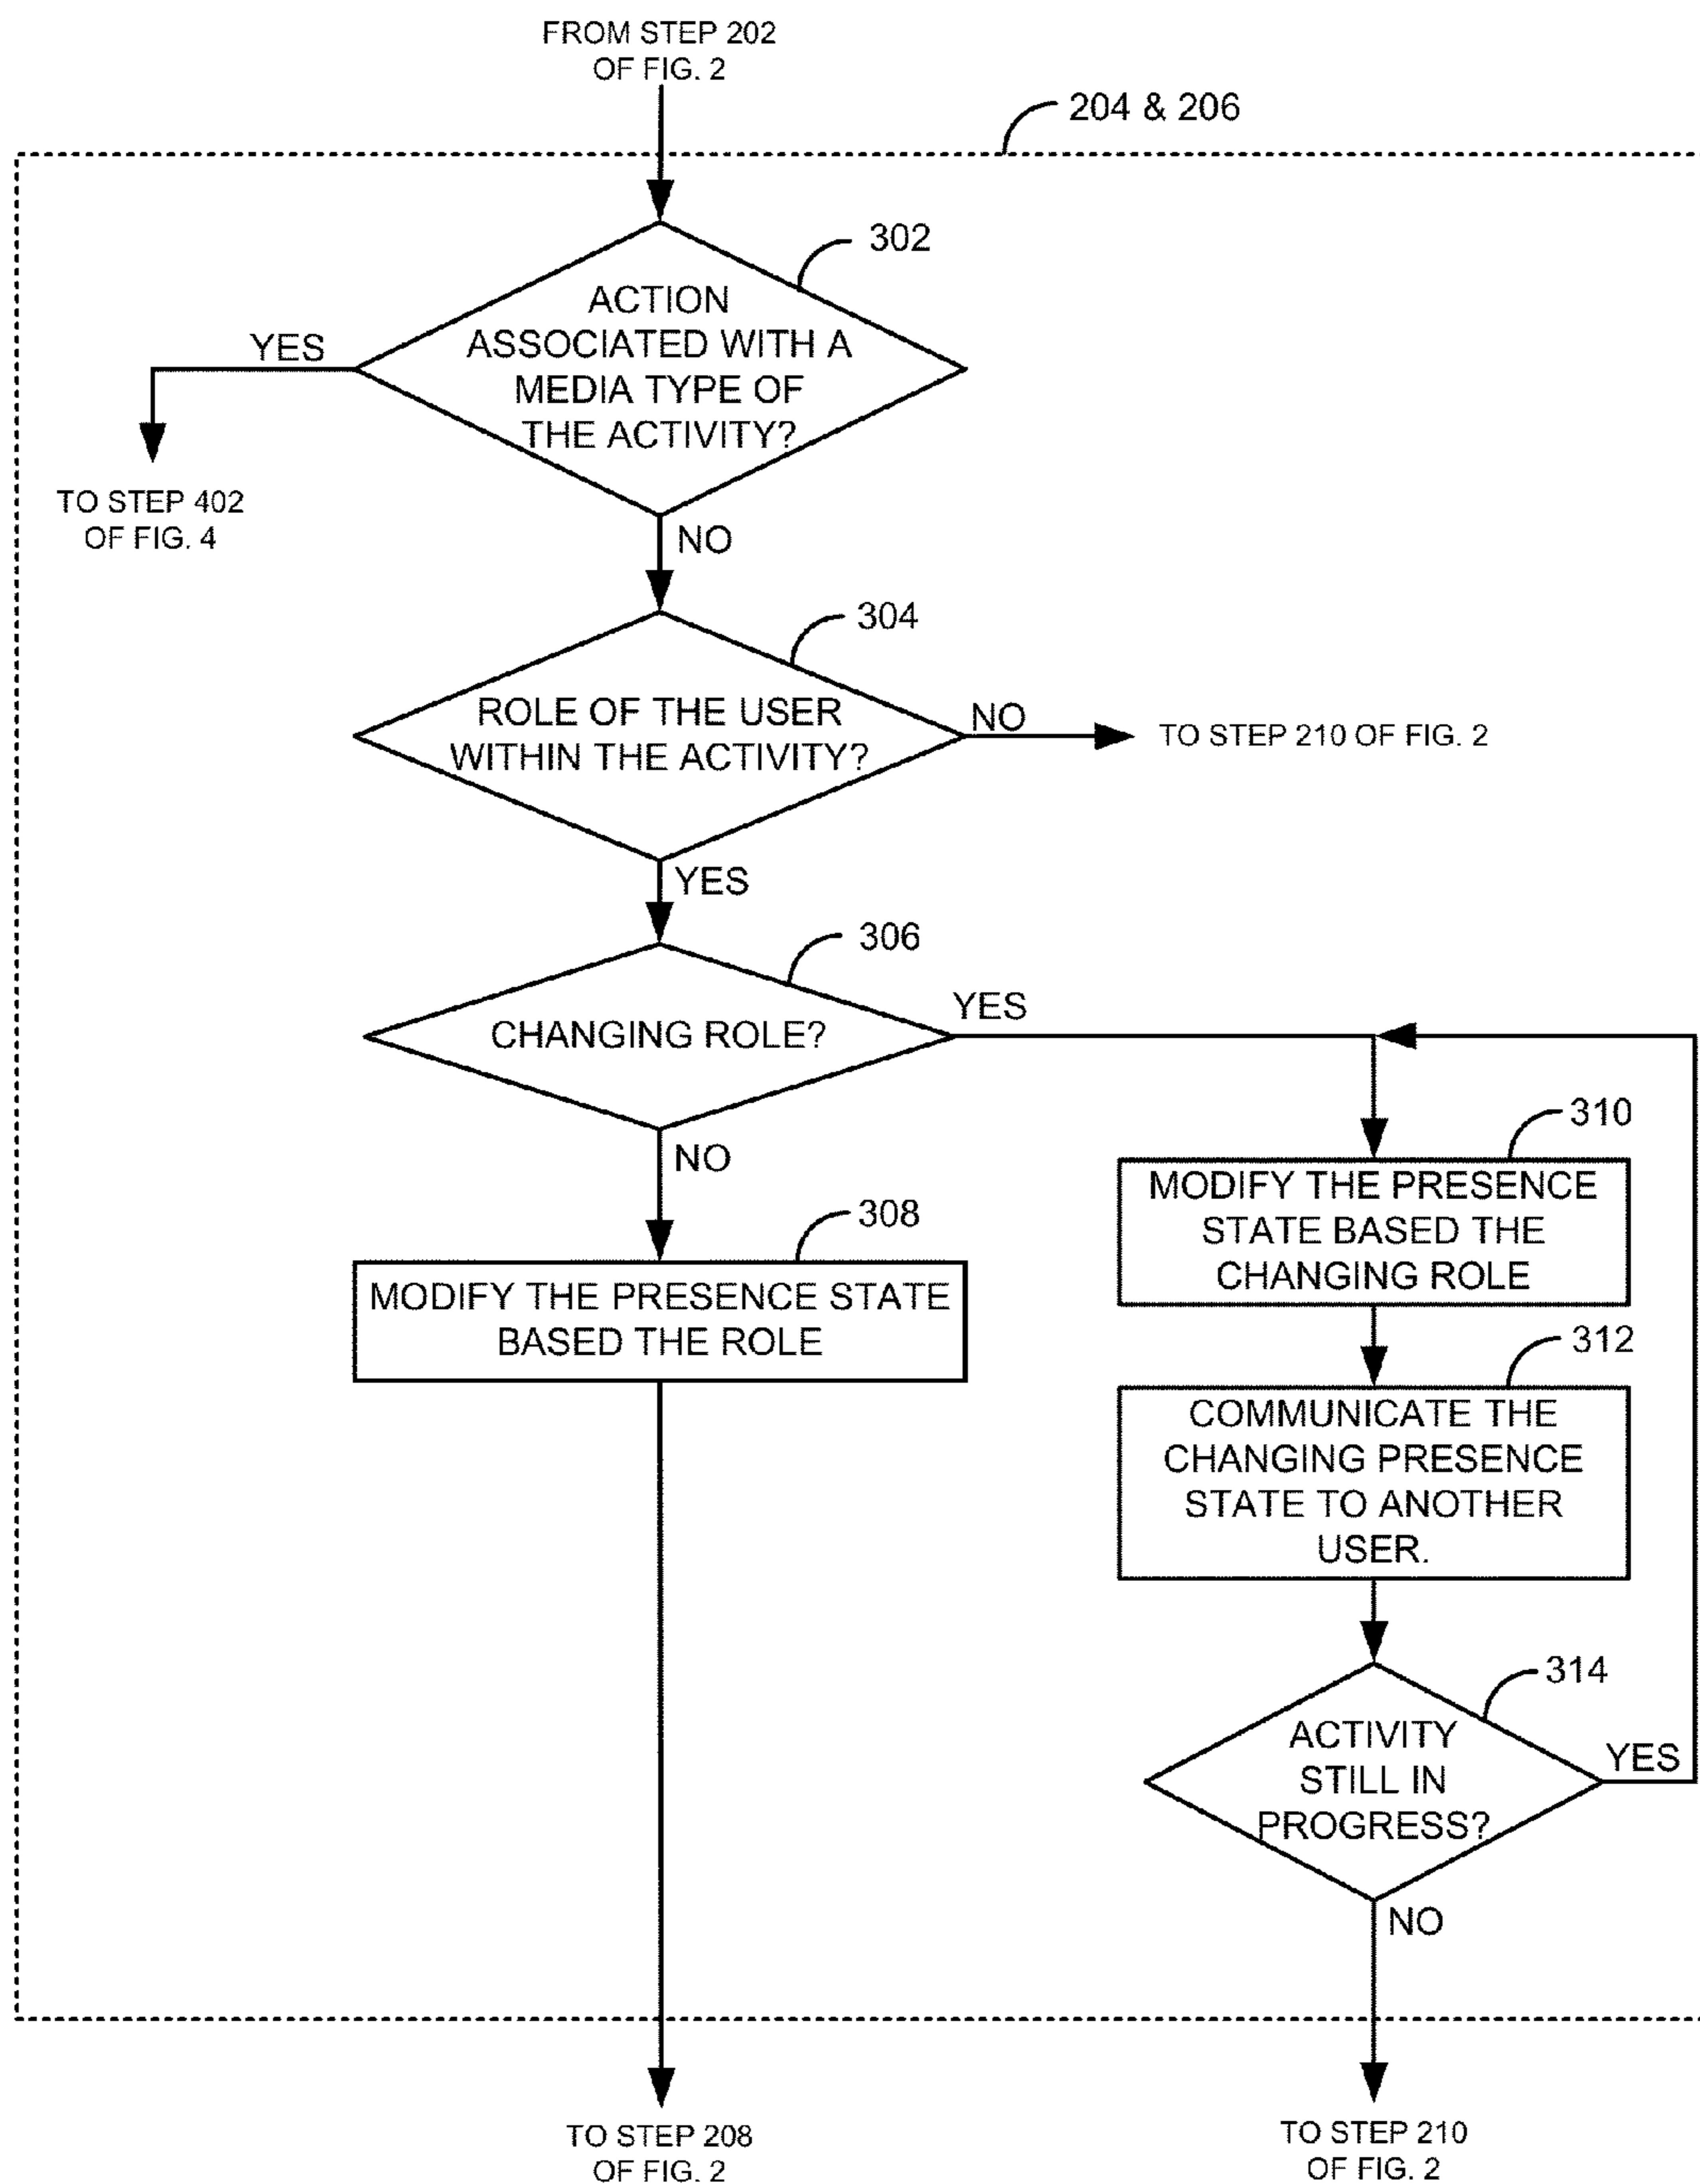 FROM STEP 202
OF FIG. 2
204 & 206
302
ACTION
ASSOCIATED WITH A
MEDIA TYPE OF
THE ACTIVITY?
YES
TO STEP 402
OF FIG. 4
NO
304
ROLE OF THE USER
WITHIN THE ACTIVITY?
NO
TO STEP 210 OF FIG. 2
YES
306
CHANGING ROLE?
YES
NO
308
MODIFY THE PRESENCE STATE
BASED THE ROLE
310
MODIFY THE PRESENCE
STATE BASED THE
CHANGING ROLE
312
COMMUNICATE THE
CHANGING PRESENCE
STATE TO ANOTHER
USER.
314
ACTIVITY
STILL IN
PROGRESS?
YES
NO
TO STEP 208
OF FIG. 2
TO STEP 210
OF FIG. 2